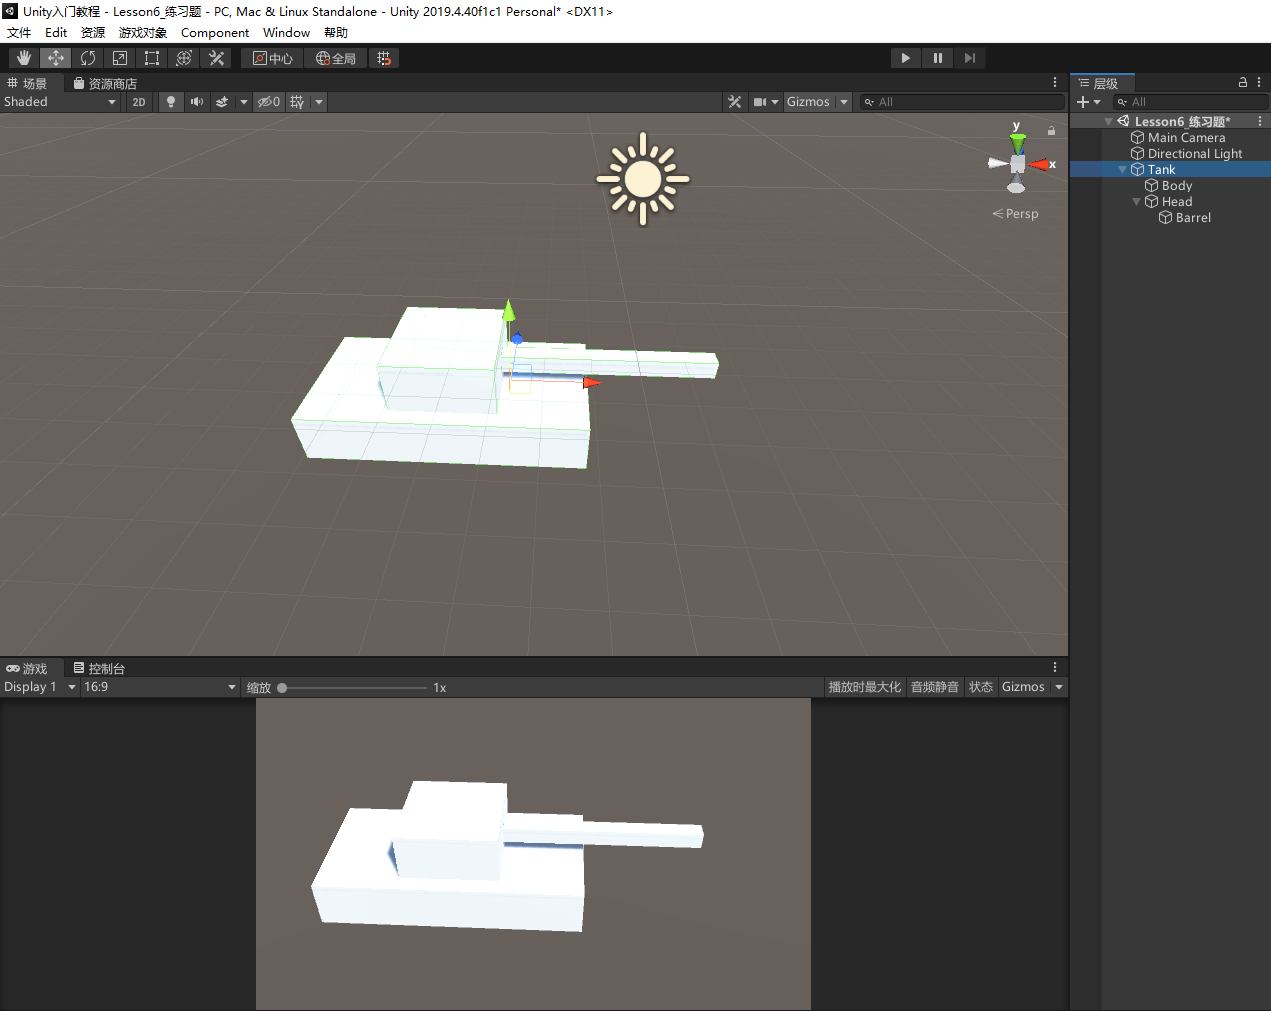 Unity入门教程 - Lesson6_练习题 - PC, Mac & Linux Standalone - Unity 2019.4.40f1c1 Personal* <DX11>
文件 Edit 资源 游戏对象 Component Window 帮助
中心 全局
场景 资源商店
Shaded 2D 0 Gizmos All
y
x
Persp
层级
All
Lesson6_练习题*
Main Camera
Directional Light
Tank
Body
Head
Barrel
游戏 控制台
Display 1 16:9 缩放 1x 播放时最大化 音频静音 状态 Gizmos